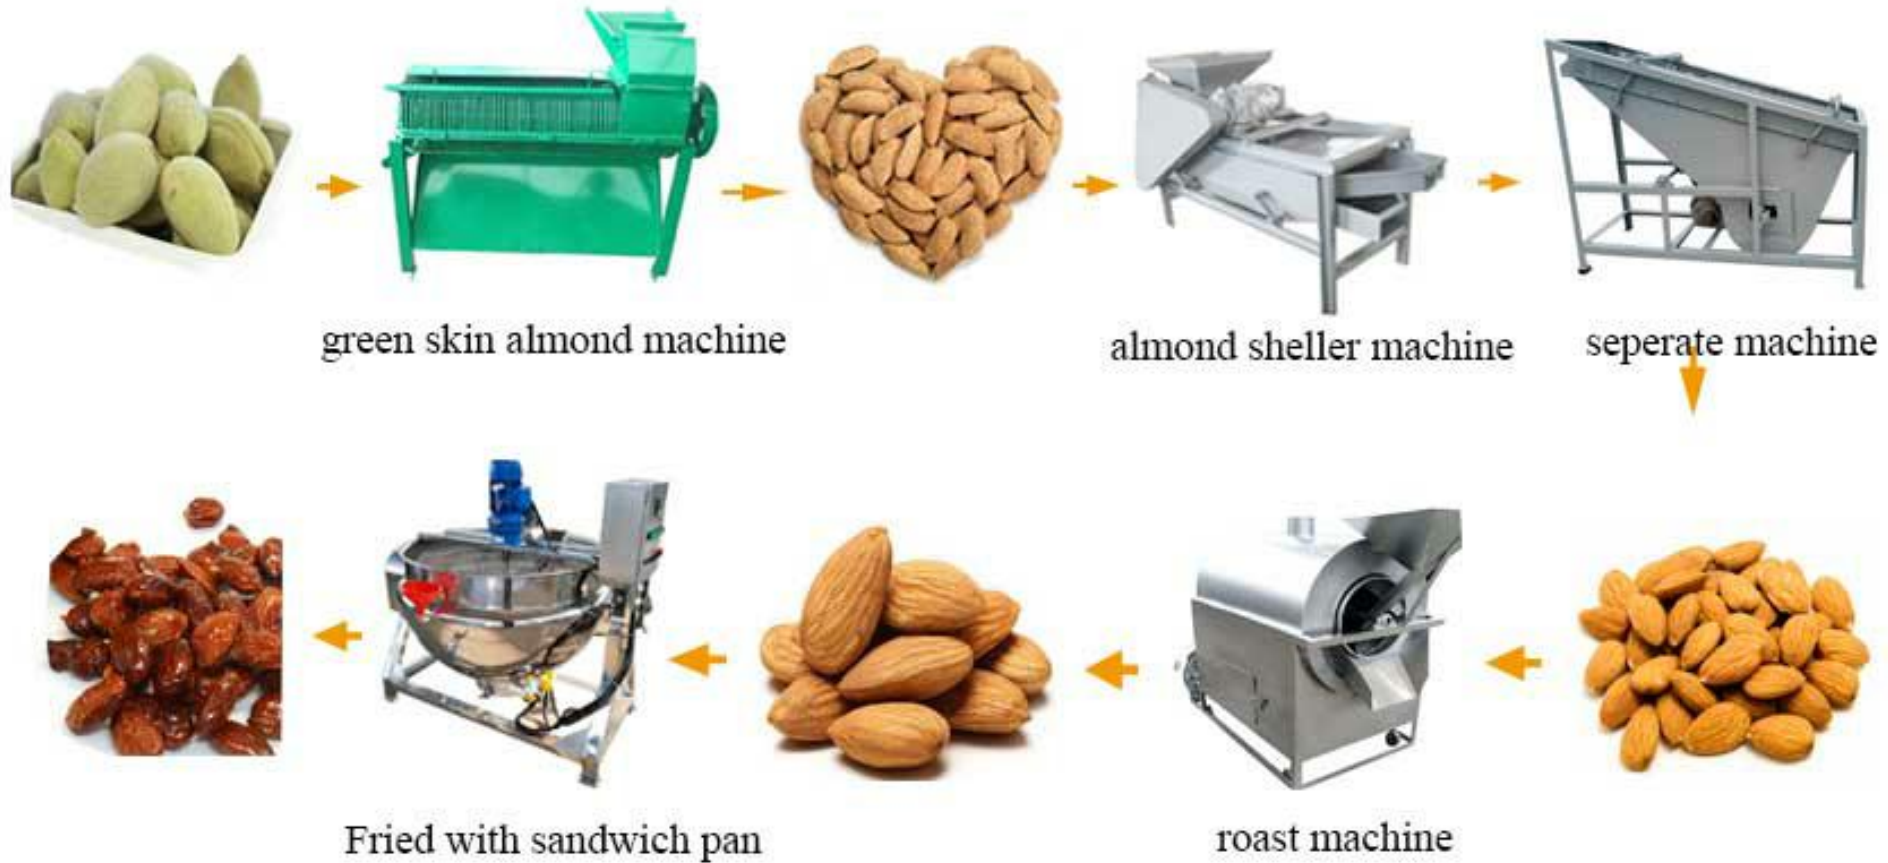 green skin almond machine
almond sheller machine
seperate machine
Fried with sandwich pan
roast machine